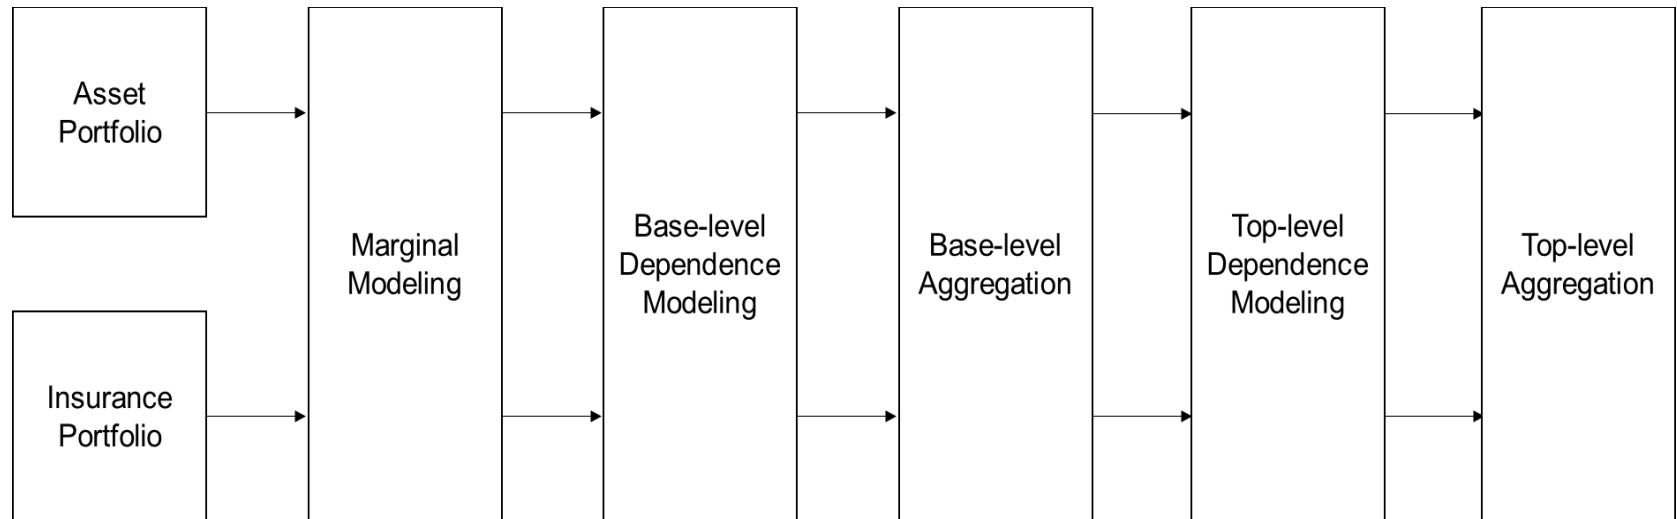 Asset
Portfolio
Insurance
Portfolio
Marginal
Modeling
Base-level
Dependence
Modeling
Base-level
Aggregation
Top-level
Dependence
Modeling
Top-level
Aggregation